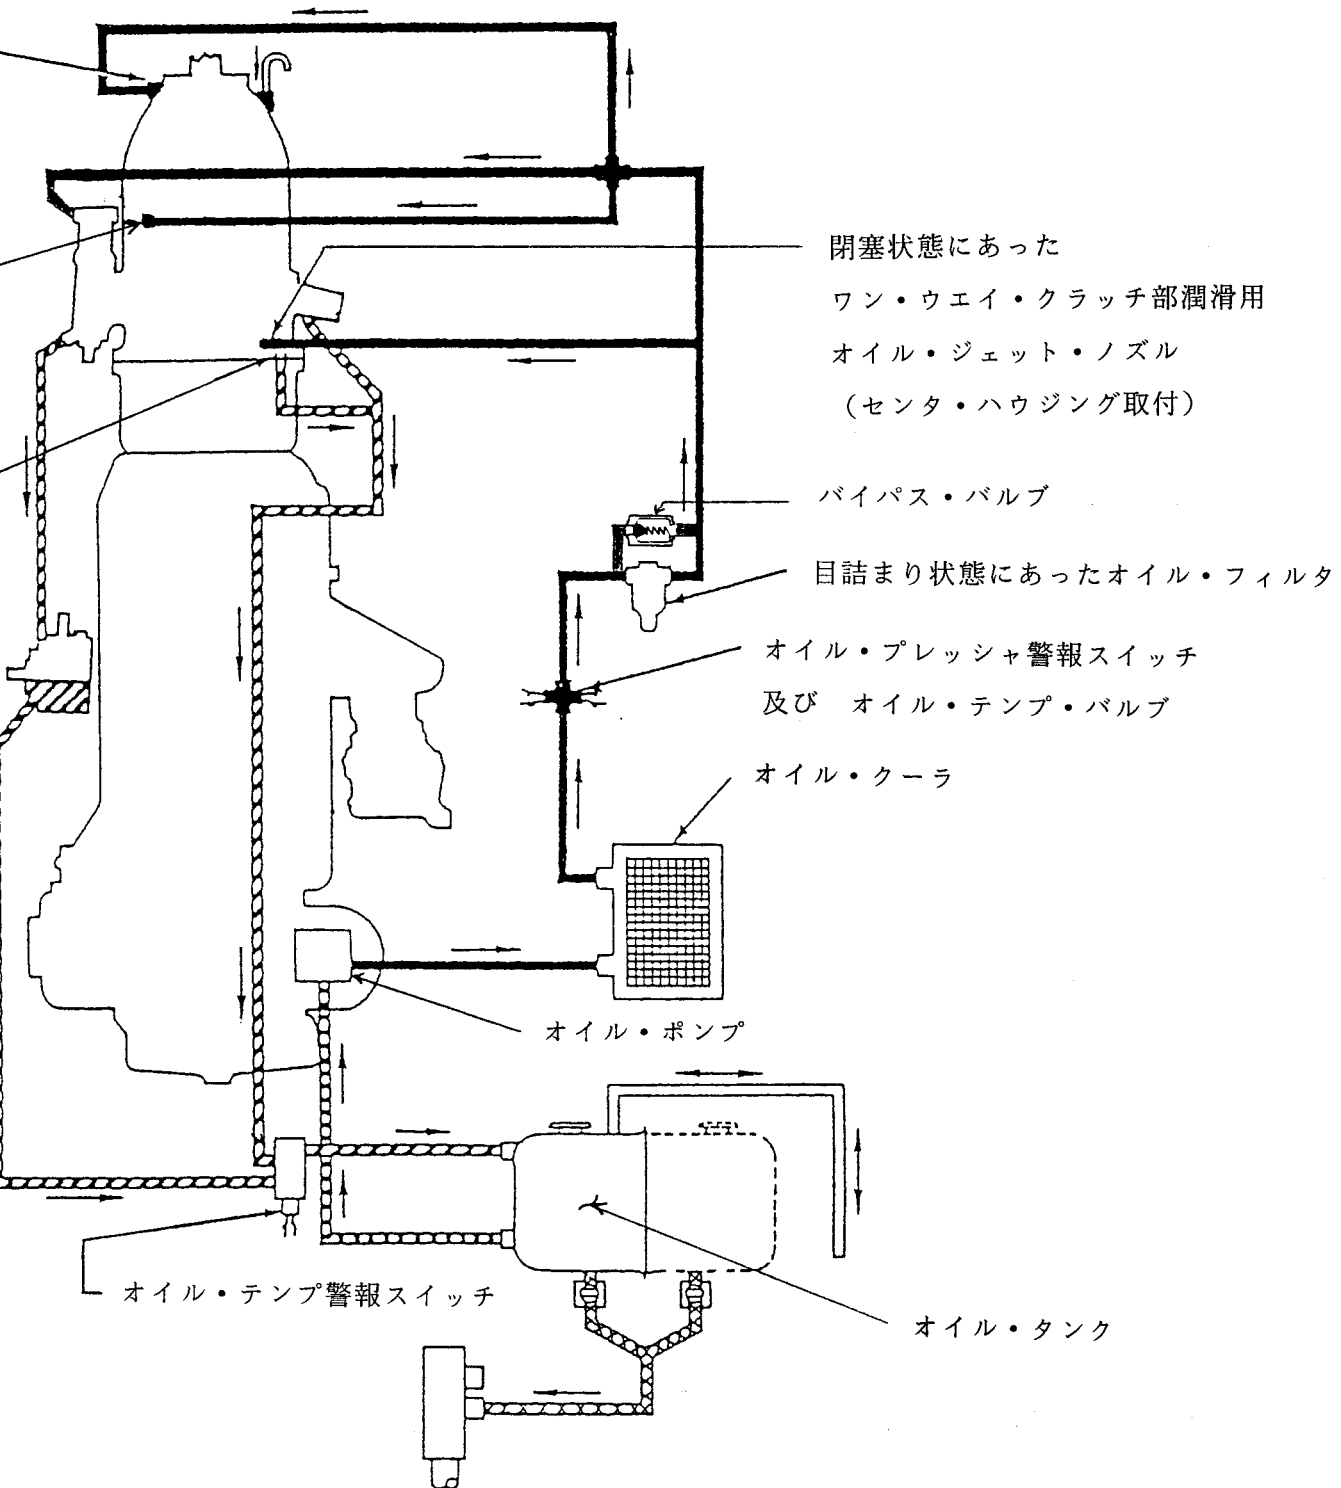 閉塞状態にあった
ワン・ウエイ・クラッチ部潤滑用
オイル・ジェット・ノズル
（センタ・ハウジング取付）
バイパス・バルブ
目詰まり状態にあったオイル・フィルタ
オイル・プレッシャ警報スイッチ
及び　オイル・テンプ・バルブ
オイル・クーラ
オイル・ポンプ
オイル・テンプ警報スイッチ
オイル・タンク